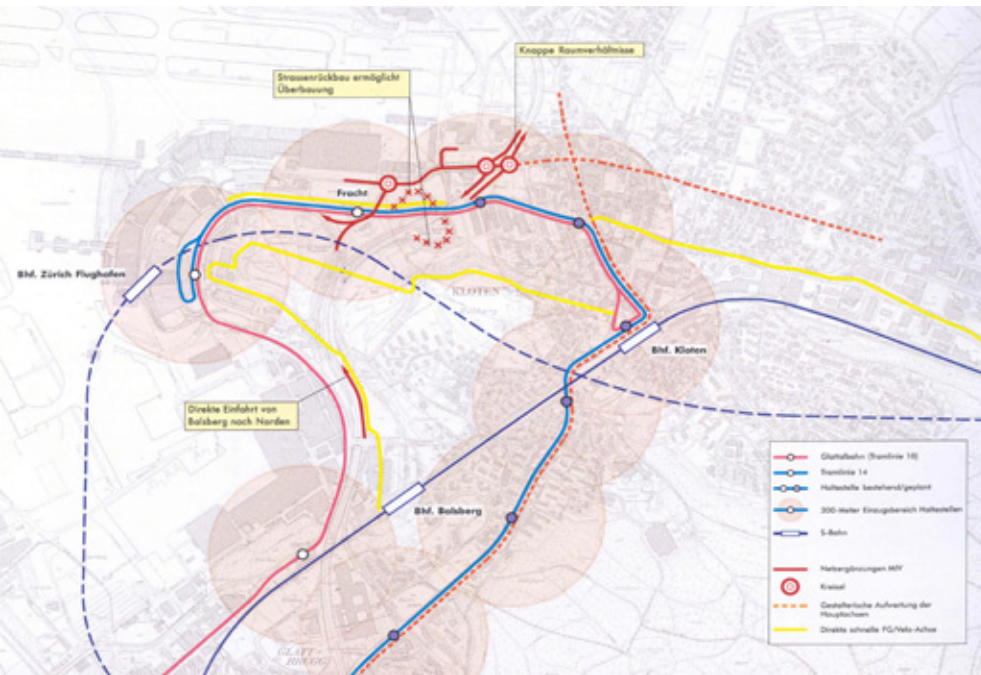 Knappe Raumverhältnisse
Strassenrückbau ermöglicht
Überbauung
Fracht
Bhf. Zürich Flughafen
KLOTEN
Bhf. Kloten
Direkte Einfahrt von
Balsberg nach Norden
Bhf. Balsberg
Glattalbahn (Tramlinie 10)
Tramlinie 14
Haltestelle bestehend/geplant
300-Meter Einzugsbereich Haltestellen
S-Bahn
Netzergänzungen MIV
Kreisel
Gestalterische Aufwertung der
Hauptachsen
Direkte schnelle FG/Velo-Achse
GLATT-
BRUGG